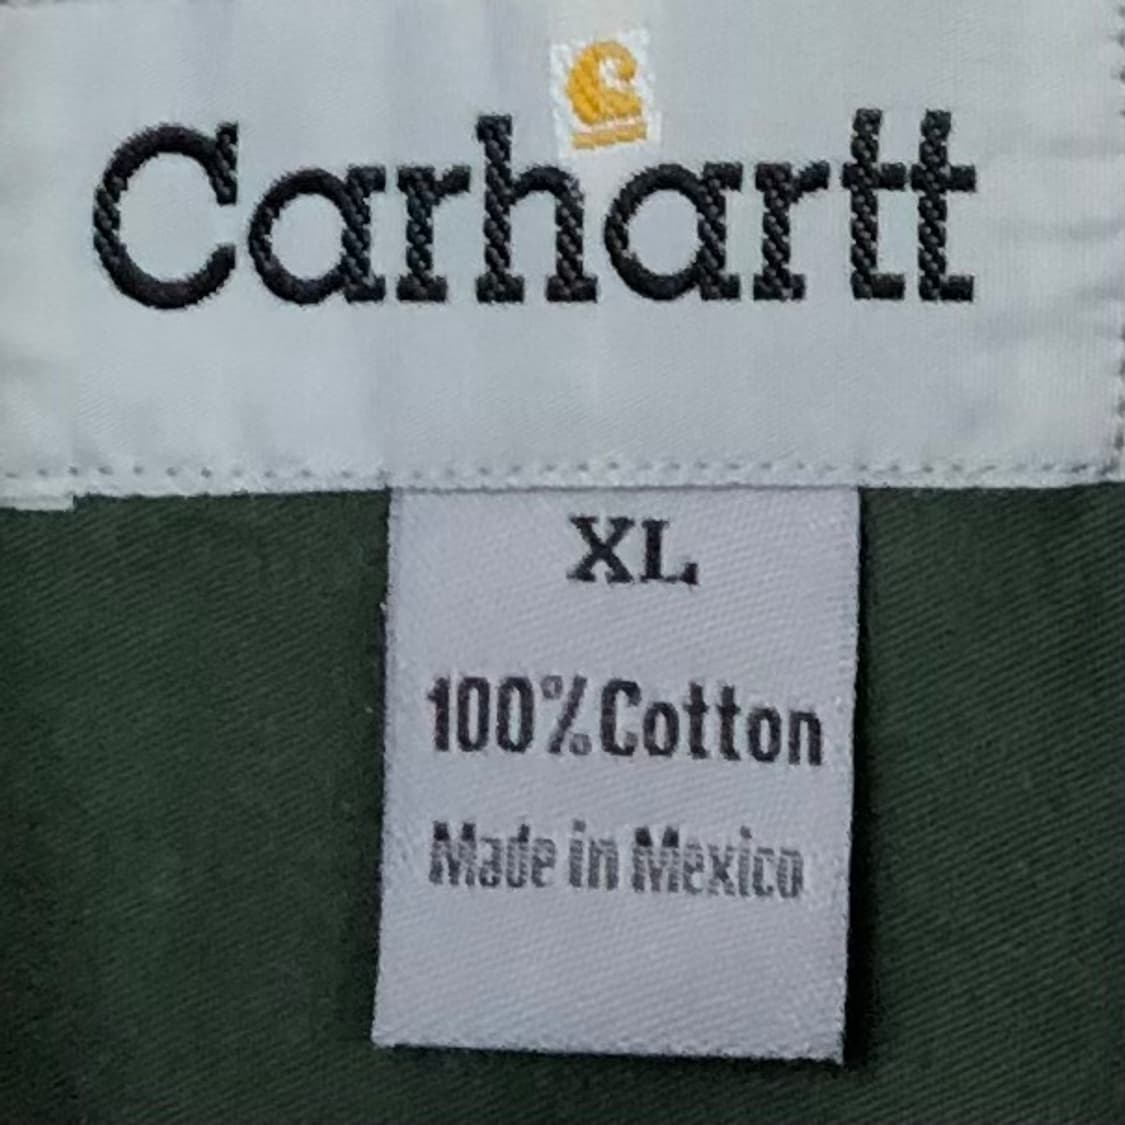 Carhartt
XL
100% Cotton
Made in Mexico